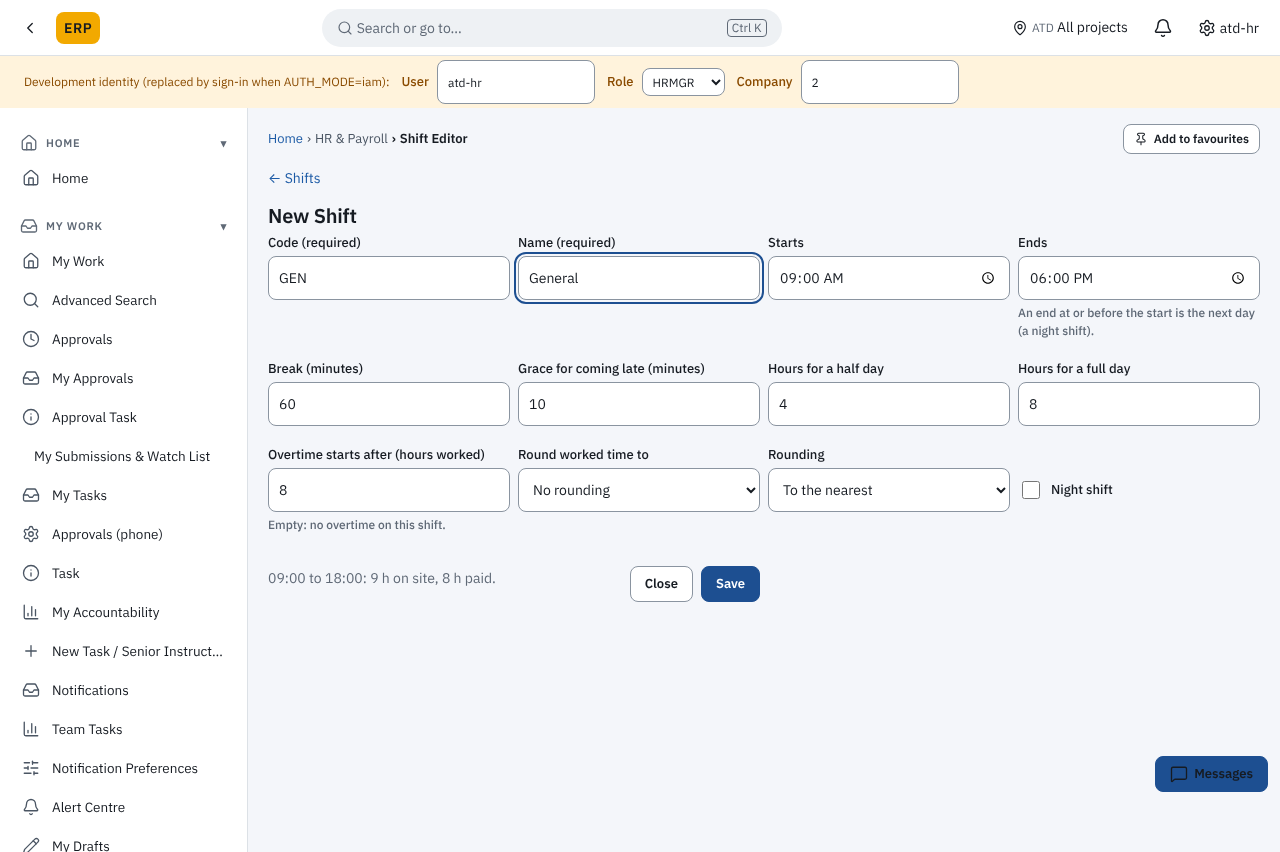 ERP
Search or go to...
Ctrl K
ATD All projects
atd-hr
Development identity (replaced by sign-in when AUTH_MODE=iam):
User
atd-hr
Role
HRMGR
Company
2
HOME
Home
MY WORK
My Work
Advanced Search
Approvals
My Approvals
Approval Task
My Submissions & Watch List
My Tasks
Approvals (phone)
Task
My Accountability
New Task / Senior Instruct...
Notifications
Team Tasks
Notification Preferences
Alert Centre
My Drafts
Home › HR & Payroll › Shift Editor
Add to favourites
← Shifts
New Shift
Code (required)
GEN
Name (required)
General
Starts
09:00 AM
Ends
06:00 PM
An end at or before the start is the next day
(a night shift).
Break (minutes)
60
Grace for coming late (minutes)
10
Hours for a half day
4
Hours for a full day
8
Overtime starts after (hours worked)
8
Empty: no overtime on this shift.
Round worked time to
No rounding
Rounding
To the nearest
Night shift
09:00 to 18:00: 9 h on site, 8 h paid.
Close
Save
Messages